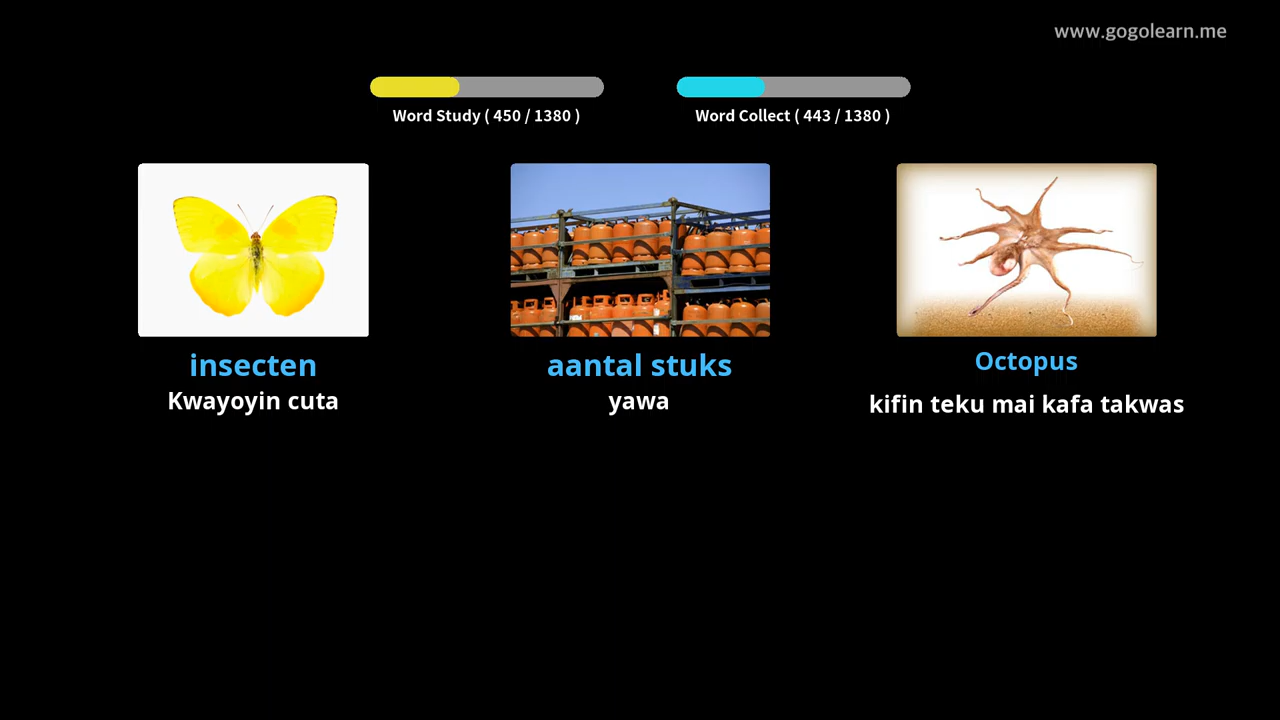 www.gogolearn.me
Word Study ( 450 / 1380 )
Word Collect ( 443 / 1380 )
insecten
Kwayoyin cuta
aantal stuks
yawa
Octopus
kifin teku mai kafa takwas